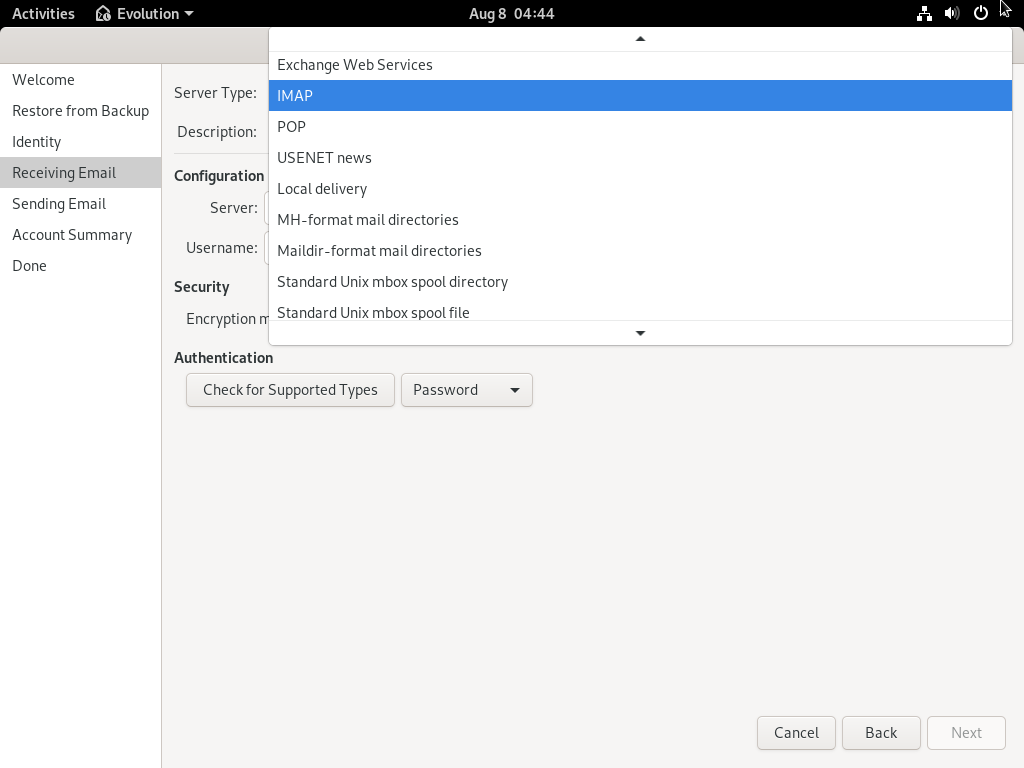 Activities Evolution Aug 8 04:44
Welcome
Restore from Backup
Identity
Receiving Email
Sending Email
Account Summary
Done
Server Type:
Exchange Web Services
IMAP
POP
USENET news
Local delivery
MH-format mail directories
Maildir-format mail directories
Standard Unix mbox spool directory
Standard Unix mbox spool file
Description:
Configuration
Server:
Username:
Security
Encryption m
Authentication
Check for Supported Types Password
Cancel Back Next